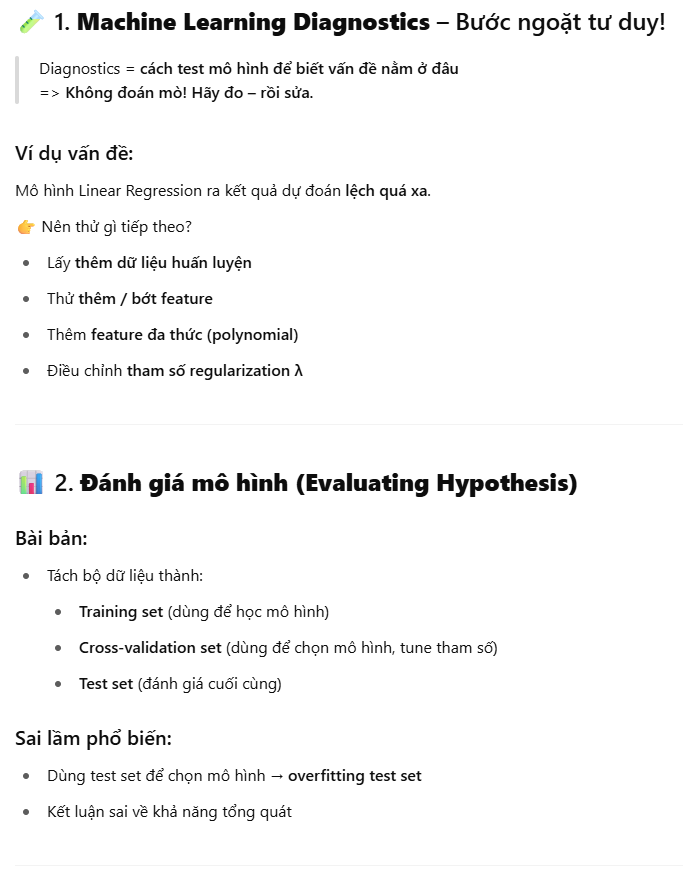 🧪 1. Machine Learning Diagnostics – Bước ngoặt tư duy!
Diagnostics = cách test mô hình để biết vấn đề nằm ở đâu
=> Không đoán mò! Hãy đo – rồi sửa.
Ví dụ vấn đề:
Mô hình Linear Regression ra kết quả dự đoán lệch quá xa.
👉 Nên thử gì tiếp theo?
• Lấy thêm dữ liệu huấn luyện
• Thử thêm / bớt feature
• Thêm feature đa thức (polynomial)
• Điều chỉnh tham số regularization λ
📊 2. Đánh giá mô hình (Evaluating Hypothesis)
Bài bản:
• Tách bộ dữ liệu thành:
• Training set (dùng để học mô hình)
• Cross-validation set (dùng để chọn mô hình, tune tham số)
• Test set (đánh giá cuối cùng)
Sai lầm phổ biến:
• Dùng test set để chọn mô hình → overfitting test set
• Kết luận sai về khả năng tổng quát